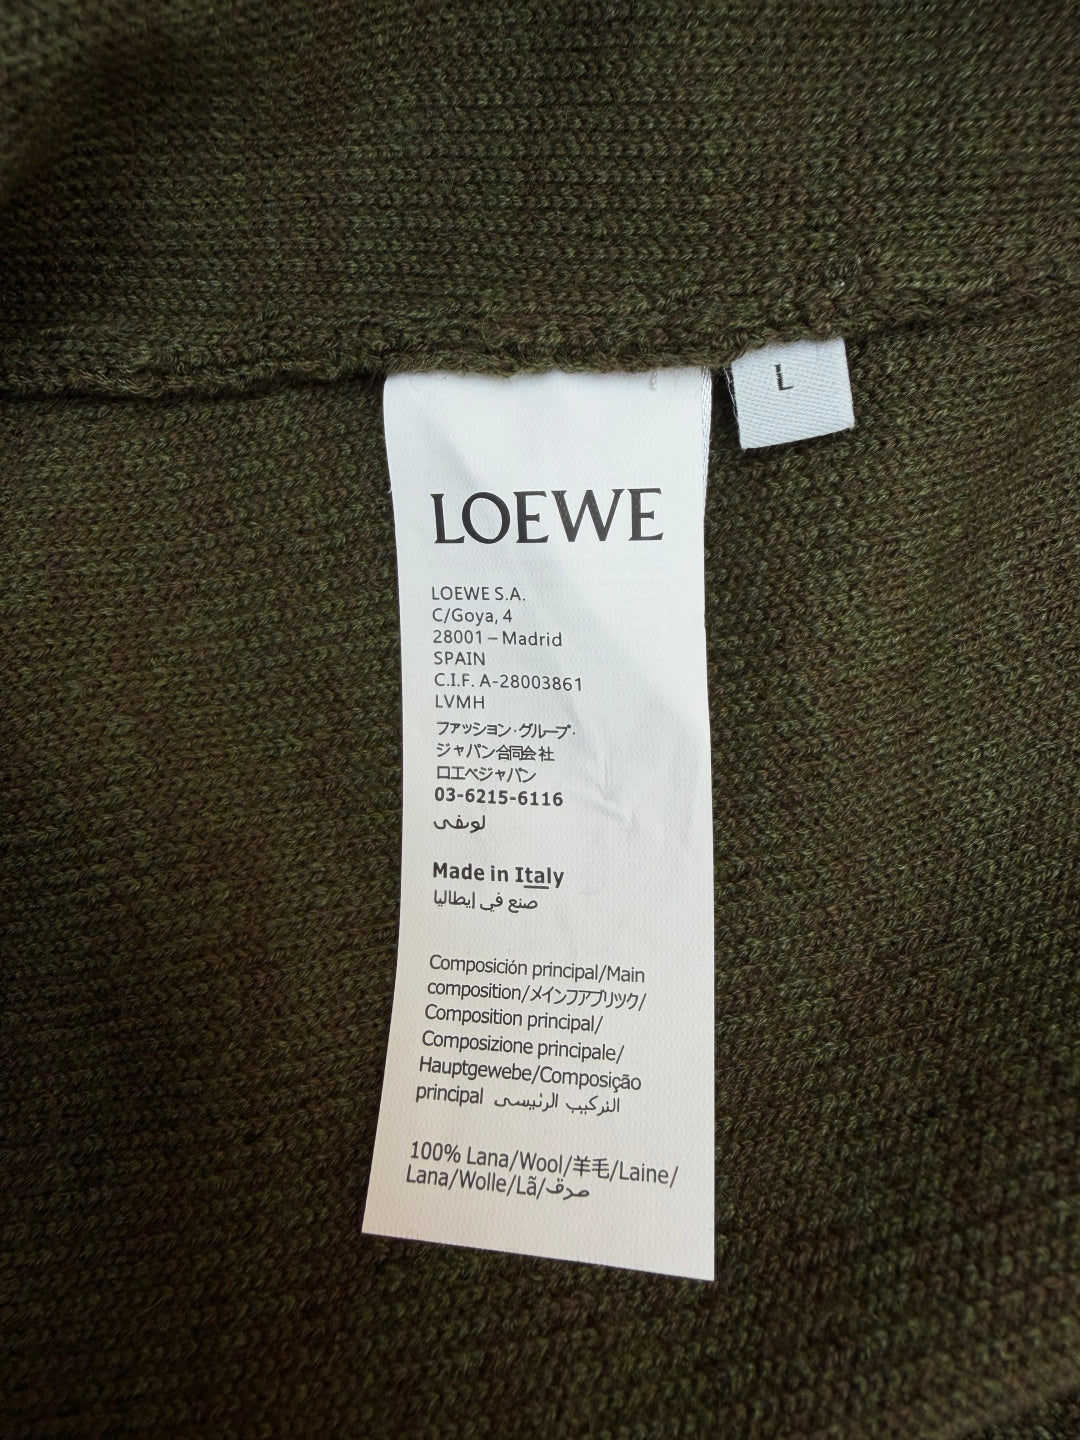 L
LOEWE
LOEWE S.A.
C/Goya, 4
28001 – Madrid
SPAIN
C.I.F. A-28003861
LVMH
ファッション·グループ·
ジャパン合同会社
ロエベジャパン
03-6215-6116
لوىفى
Made in Italy
صنع في إيطاليا
Composición principal/Main
composition/メインファブリック/
Composition principal/
Composizione principale/
Hauptgewebe/Composição
principal التركيب الرئيسى
100% Lana/Wool/羊毛/Laine/
Lana/Wolle/Lã/صدق